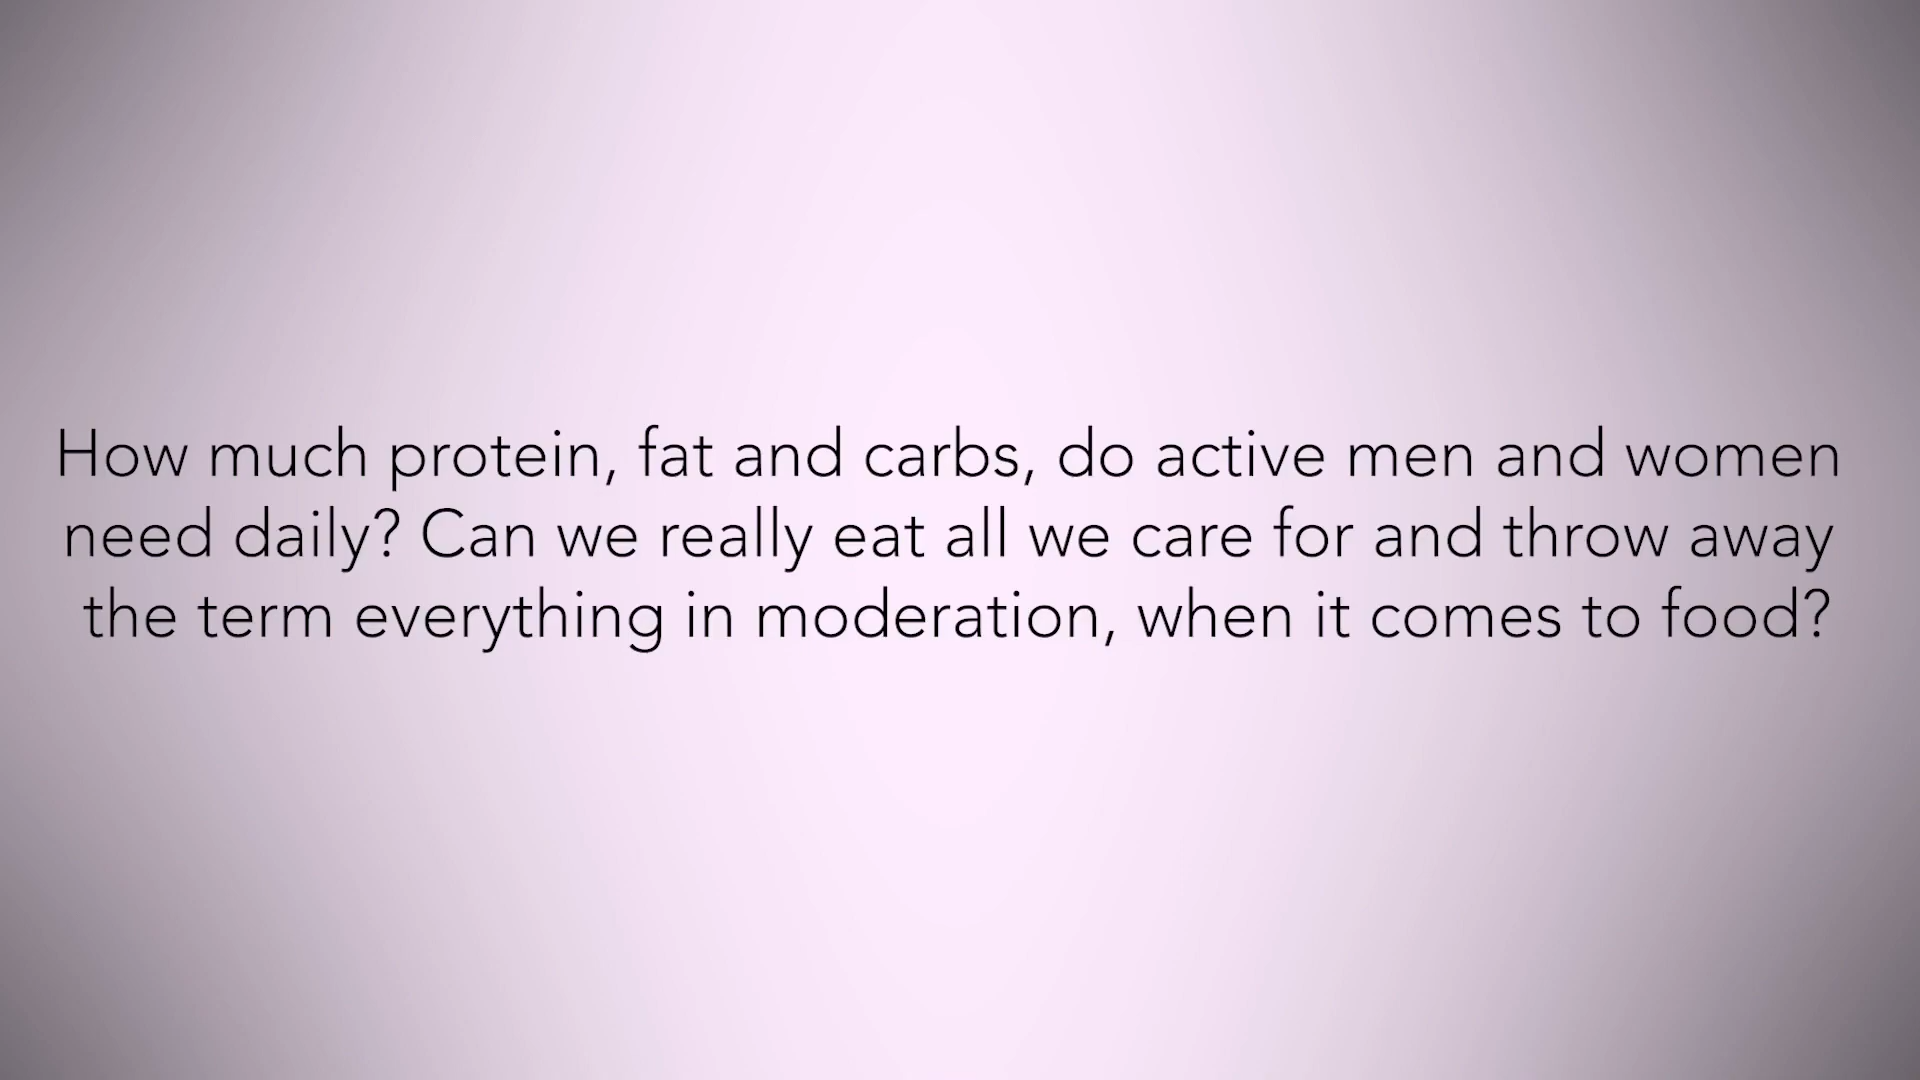 How much protein, fat and carbs, do active men and women
need daily? Can we really eat all we care for and throw away
the term everything in moderation, when it comes to food?